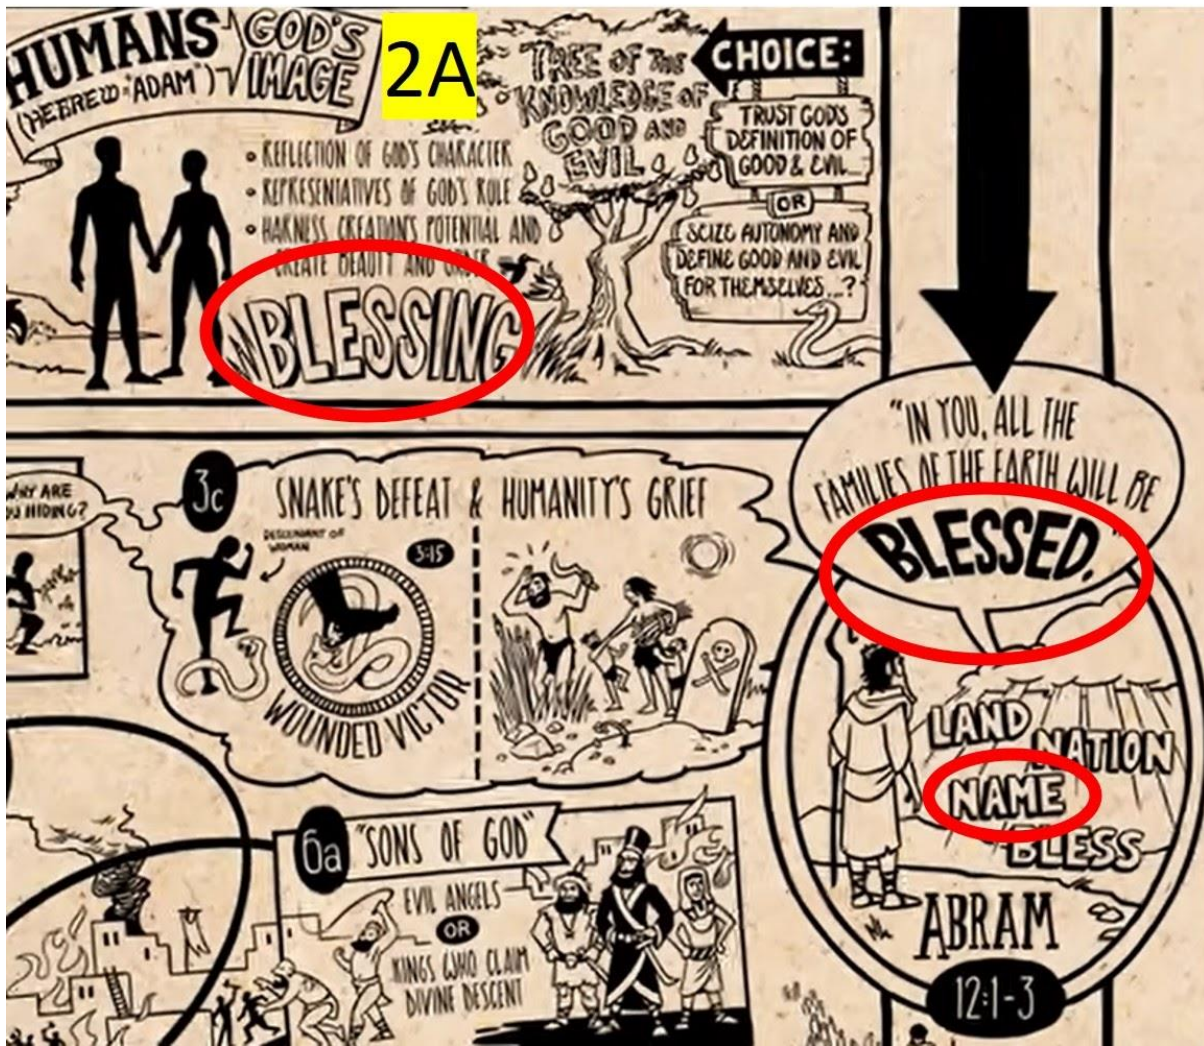 HUMANS
(HEBREW "ADAM")
GOD'S
IMAGE
2A
• REFLECTION OF GOD'S CHARACTER
• REPRESENTATIVES OF GOD'S RULE
• HARNESS CREATION'S POTENTIAL AND
CREATE BEAUTY AND ORDER
BLESSING
TREE OF THE
KNOWLEDGE OF
GOOD AND
EVIL
CHOICE:
TRUST GOD'S
DEFINITION OF
GOOD & EVIL...
OR
SEIZE AUTONOMY AND
DEFINE GOOD AND EVIL
FOR THEMSELVES...?
"IN YOU, ALL THE
FAMILIES OF THE EARTH WILL BE
BLESSED."
ARE
HIDING?
3c
SNAKE'S DEFEAT & HUMANITY'S GRIEF
DESCENDANT OF
WOMAN
3:15
WOUNDED VICTOR
LAND
NATION
NAME
BLESS
ABRAM
12:1-3
6a
"SONS OF GOD"
EVIL ANGELS
OR
KINGS WHO CLAIM
DIVINE DESCENT